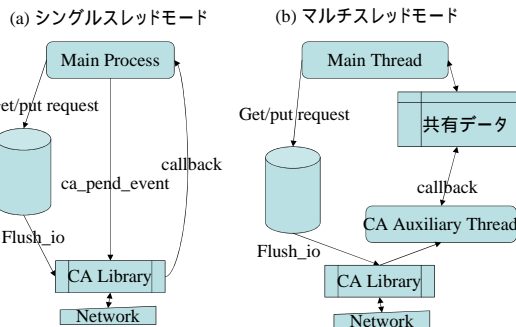 (a) シングルスレッドモード
Main Process
et/put request
callback
ca_pend_event
Flush_io
CA Library
Network
(b) マルチスレッドモード
Main Thread
Get/put request
共有データ
callback
CA Auxiliary Thread
Flush_io
CA Library
Network